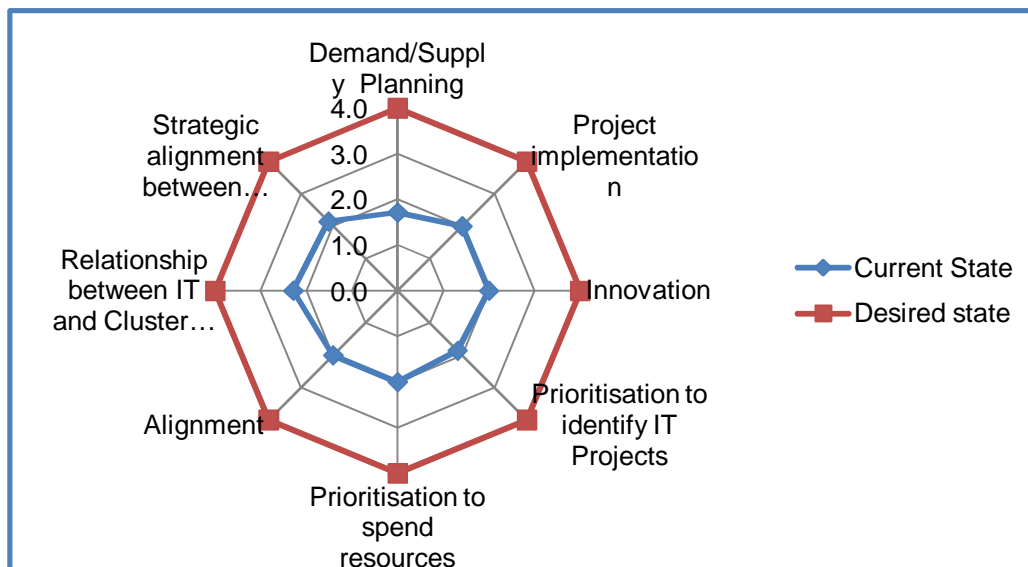 Demand/Suppl
y Planning
4.0
3.0
2.0
1.0
0.0
Project
implementatio
n
Innovation
Prioritisation to
identify IT
Projects
Prioritisation to
spend
resources
Alignment
Relationship
between IT
and Cluster…
Strategic
alignment
between…
Current State
Desired state